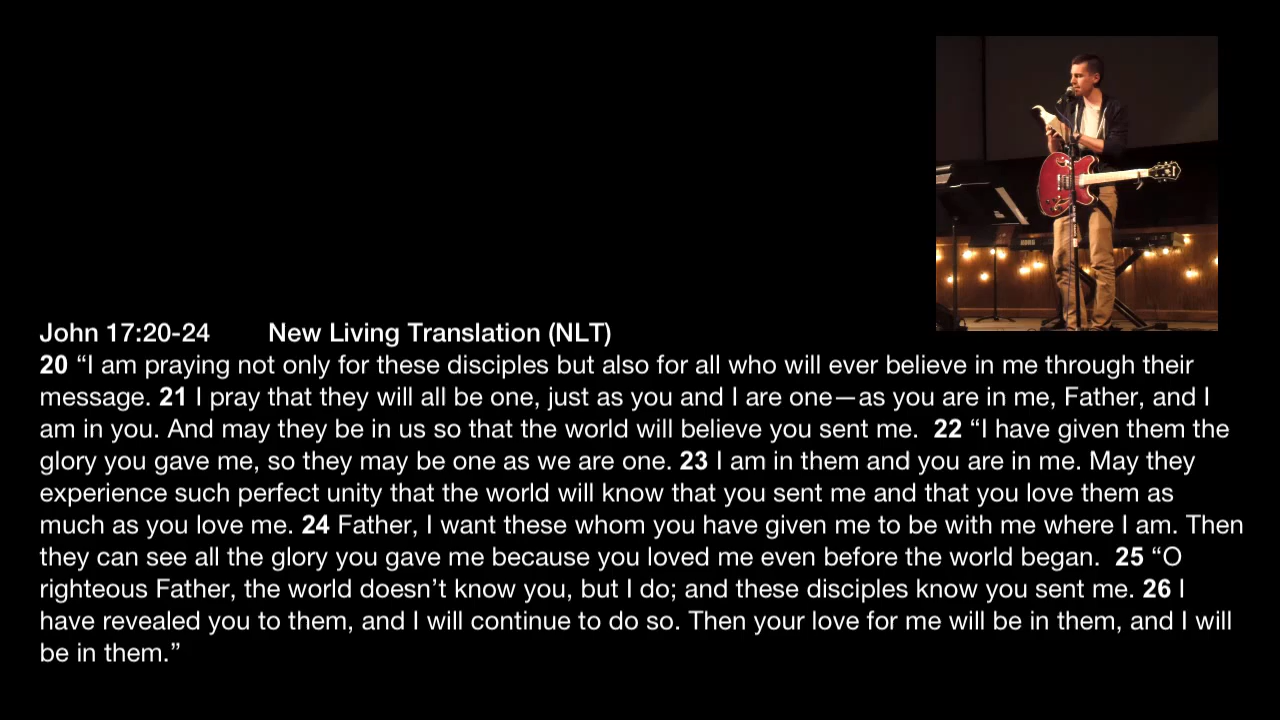 KORG
John 17:20-24 New Living Translation (NLT)
20 “I am praying not only for these disciples but also for all who will ever believe in me through their
message. 21 I pray that they will all be one, just as you and I are one—as you are in me, Father, and I
am in you. And may they be in us so that the world will believe you sent me. 22 “I have given them the
glory you gave me, so they may be one as we are one. 23 I am in them and you are in me. May they
experience such perfect unity that the world will know that you sent me and that you love them as
much as you love me. 24 Father, I want these whom you have given me to be with me where I am. Then
they can see all the glory you gave me because you loved me even before the world began. 25 “O
righteous Father, the world doesn’t know you, but I do; and these disciples know you sent me. 26 I
have revealed you to them, and I will continue to do so. Then your love for me will be in them, and I will
be in them.”